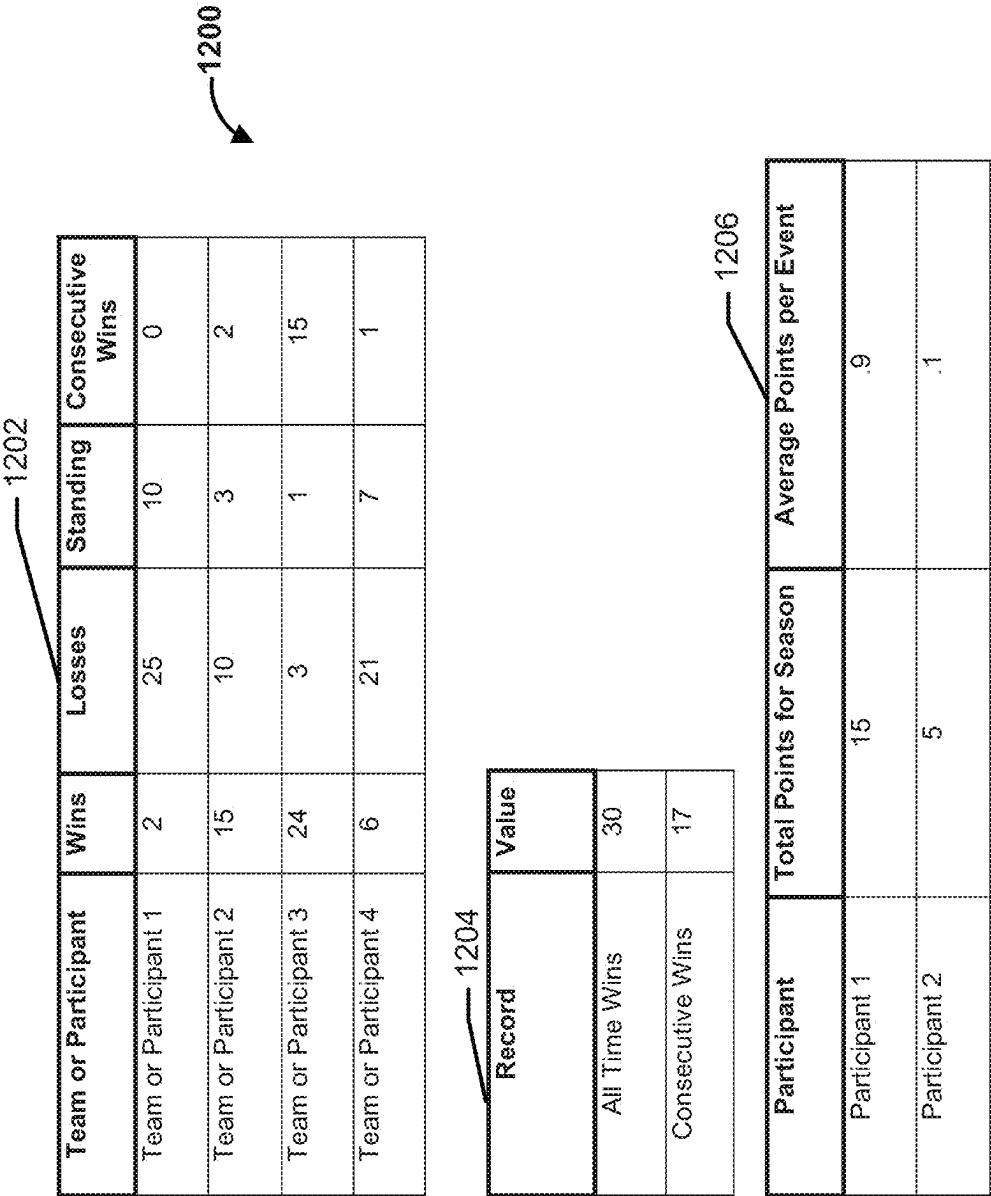 1200
1202
Team or Participant Wins Losses Standing Consecutive Wins
Team or Participant 1 2 25 10 0
Team or Participant 2 15 10 3 2
Team or Participant 3 24 3 1 15
Team or Participant 4 6 21 7 1
1204
Record Value
All Time Wins 30
Consecutive Wins 17
1206
Participant Total Points for Season Average Points per Event
Participant 1 15 .9
Participant 2 5 .1